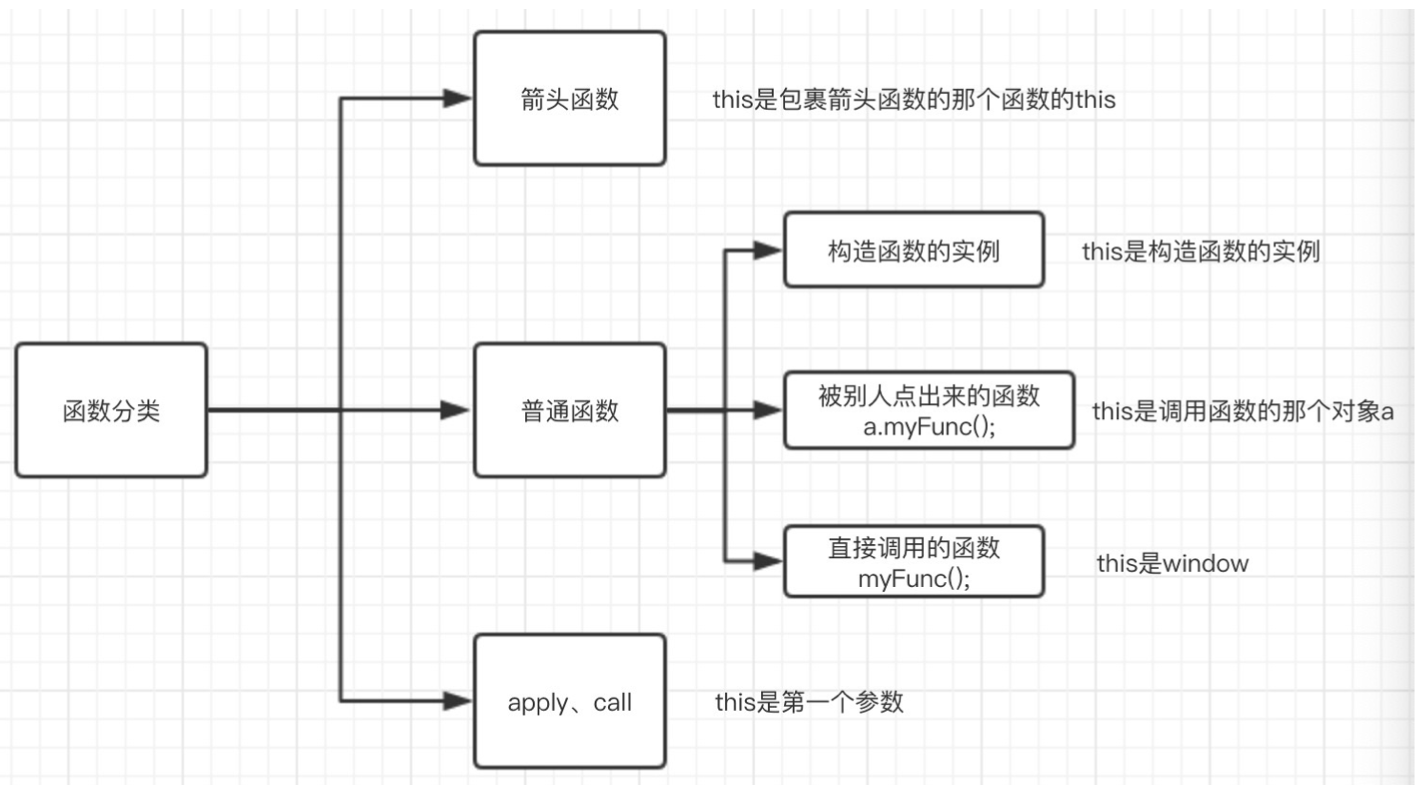 箭头函数
this是包裹箭头函数的那个函数的this
构造函数的实例
this是构造函数的实例
函数分类
普通函数
被别人点出来的函数
a.myFunc();
this是调用函数的那个对象a
直接调用的函数
myFunc();
this是window
apply、call
this是第一个参数